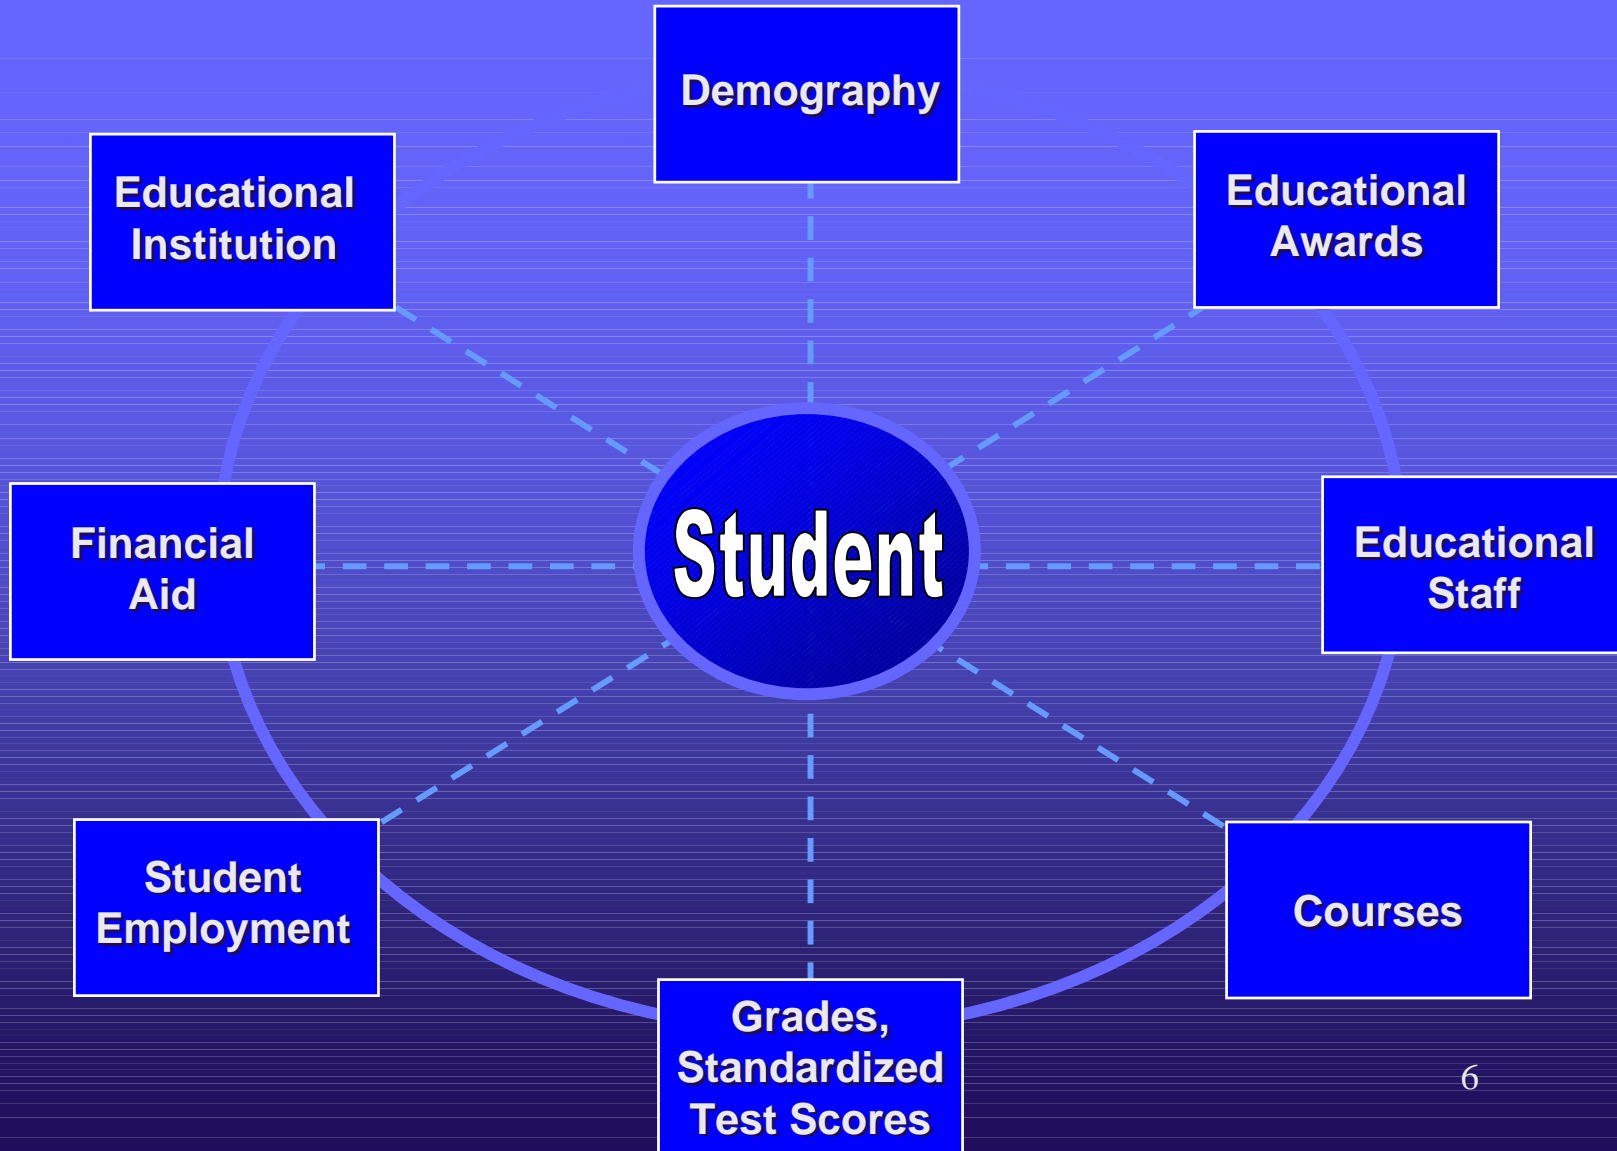 Demography
Educational
Institution
Educational
Awards
Financial
Aid
Student
Educational
Staff
Student
Employment
Courses
Grades,
Standardized
Test Scores
6